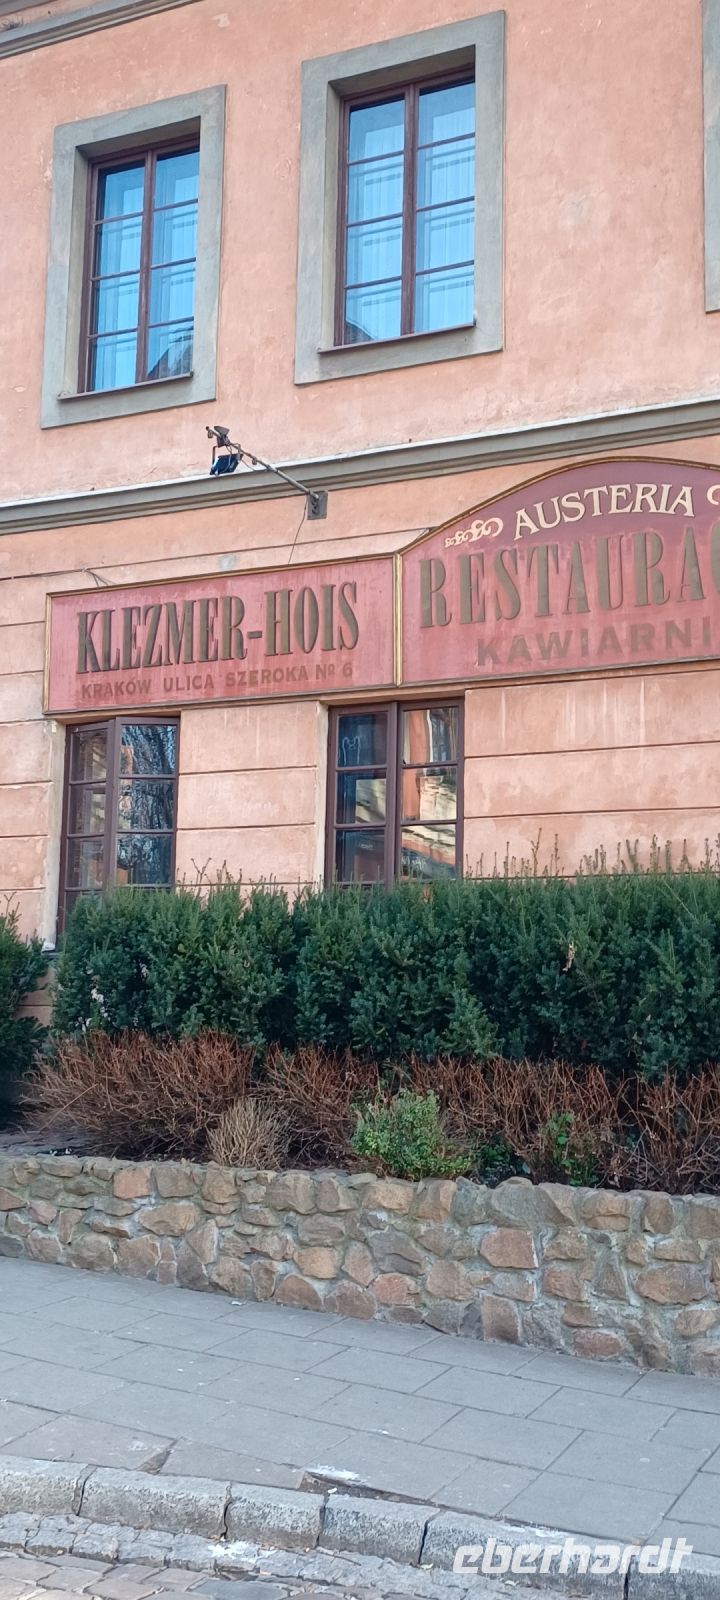 KLEZMER-HOIS
KRAKÓW ULICA SZEROKA Nº 6
AUSTERIA
RESTAURAC
KAWIARNI
eberhardt